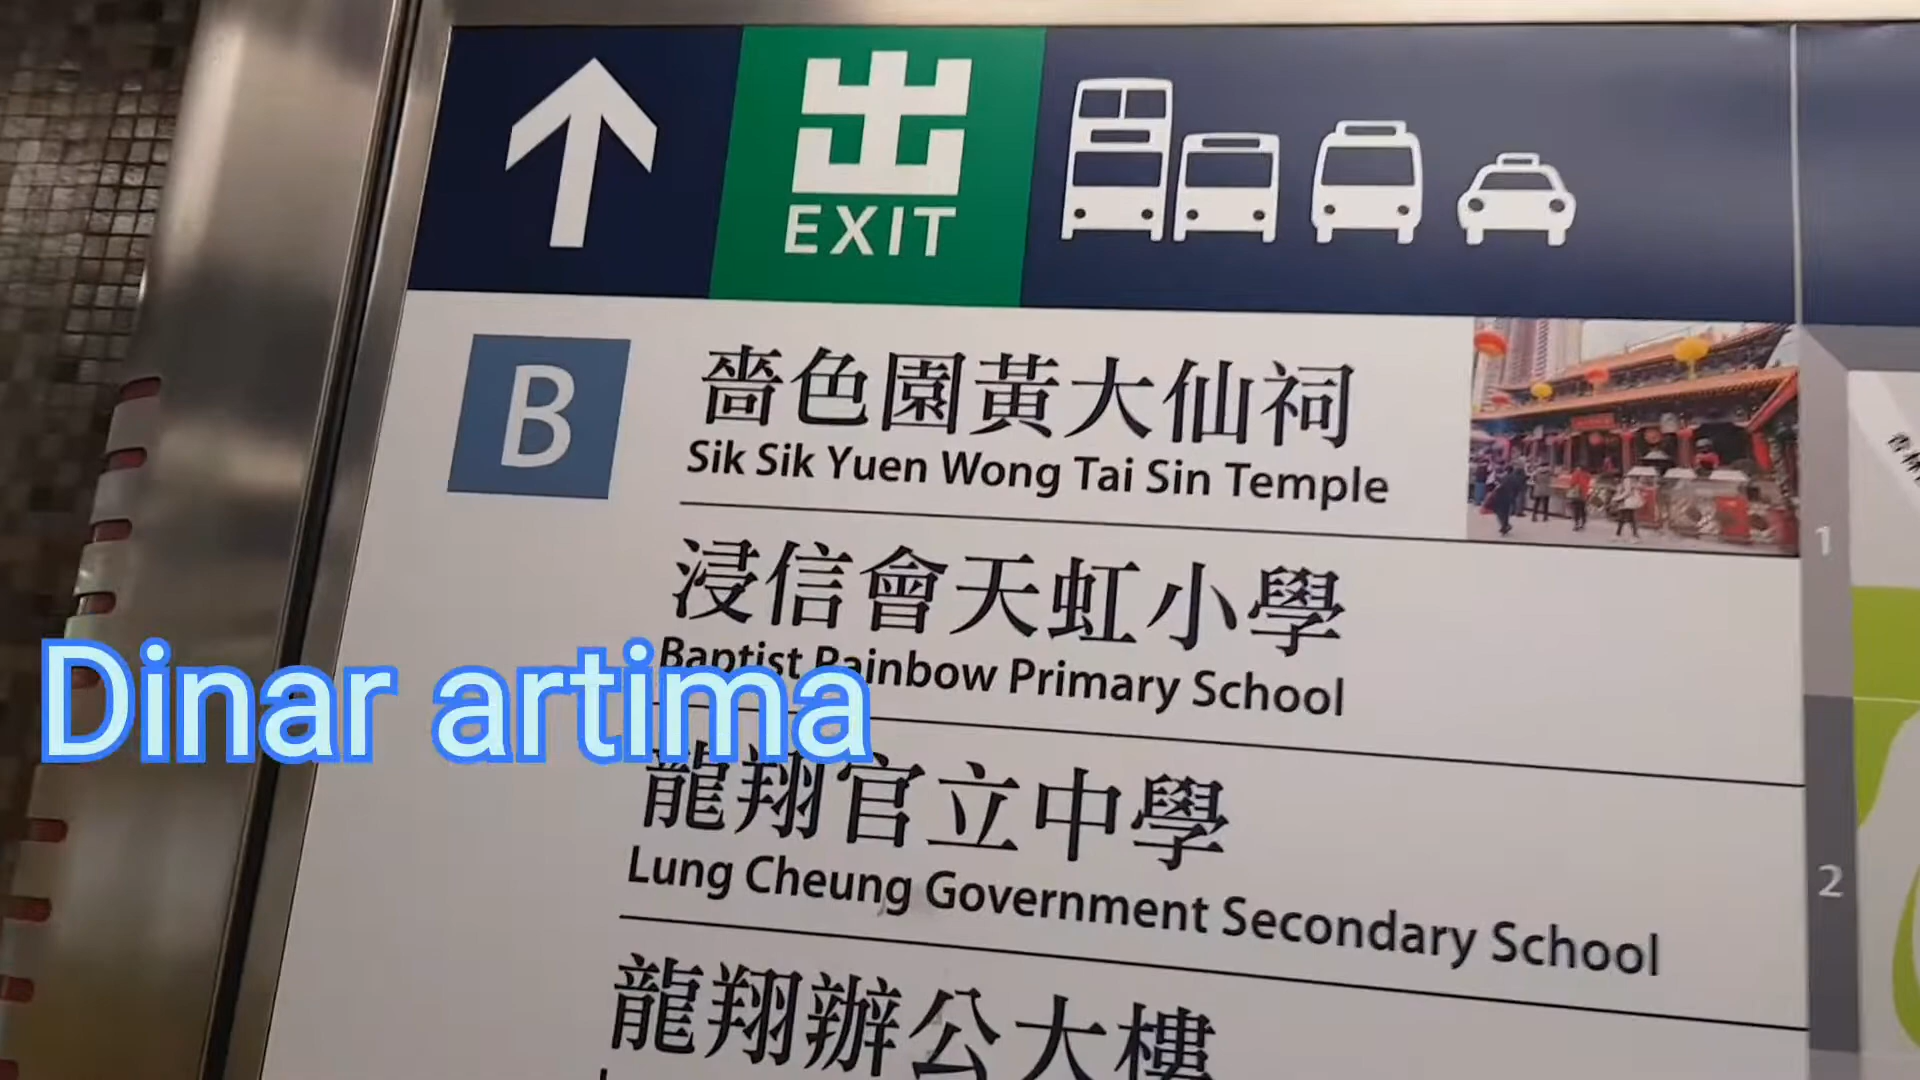 出
EXIT
B
嗇色園黃大仙祠
Sik Sik Yuen Wong Tai Sin Temple
浸信會天虹小學
Baptist Rainbow Primary School
1
Dinar artima
龍翔官立中學
Lung Cheung Government Secondary School
2
龍翔辦公大樓